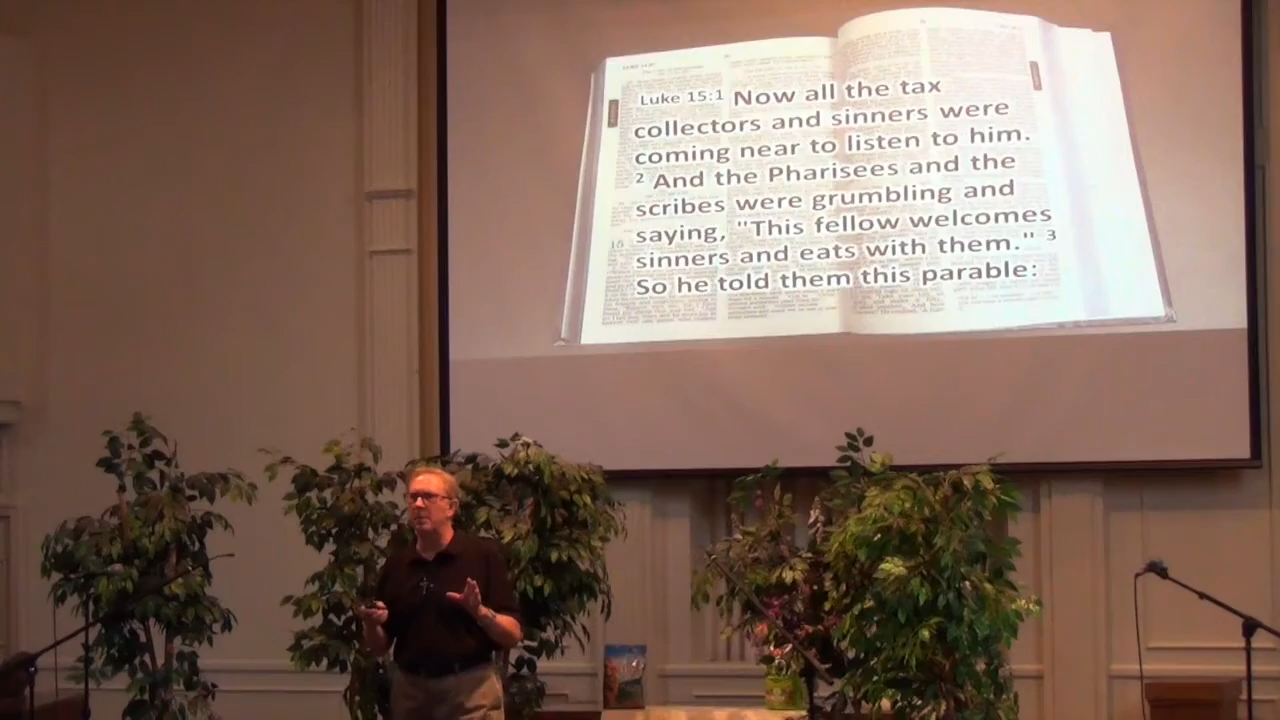 Luke 15:1 Now all the tax
collectors and sinners were
coming near to listen to him.
2 And the Pharisees and the
scribes were grumbling and
saying, "This fellow welcomes
sinners and eats with them." 3
So he told them this parable: